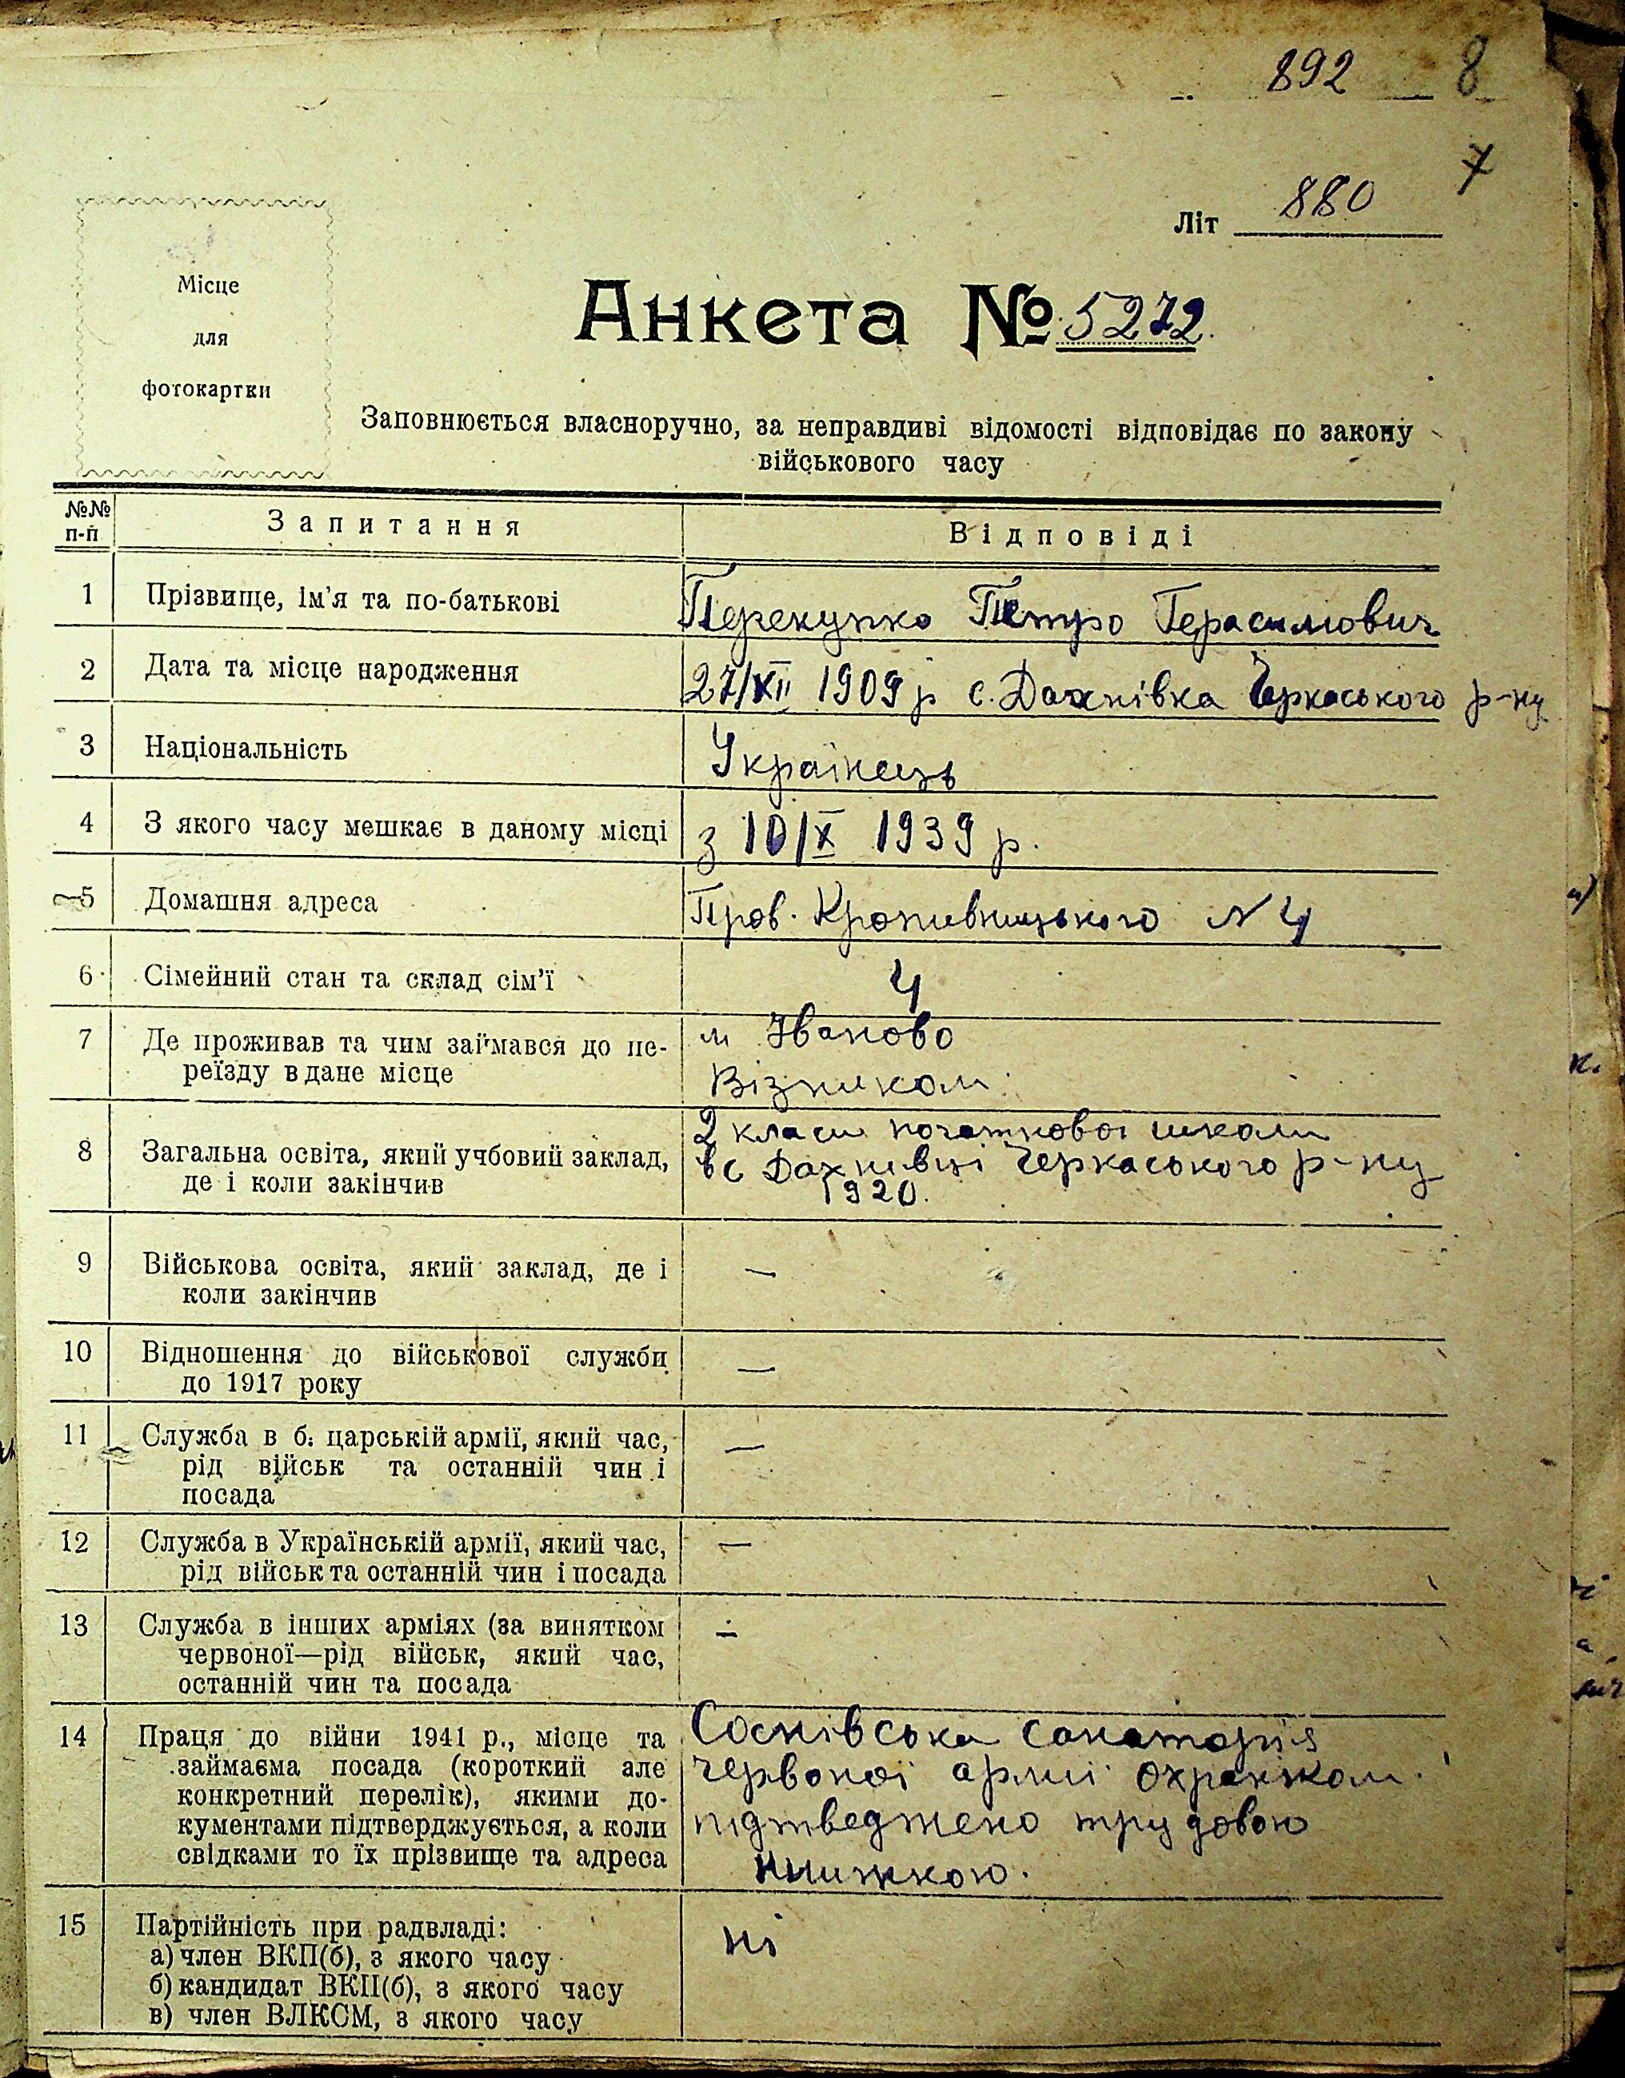 892 8
7
Літ 880
Місце
для
фотокартки
Анкета № 5272.
Заповнюється власноручно, за неправдиві відомості відповідає по закону
військового часу
№№ п-п
Запитання
Відповіді
1 Прізвище, ім'я та по-батькові
Перекупко Петро Герасимович
2 Дата та місце народження
27/XII 1909 р с. Дахнівка Черкаського р-ну
3 Національність
Українець
4 З якого часу мешкає в даному місці
з 10/X 1939 р.
5 Домашня адреса
Пров. Кропивницького N 4
6 Сімейний стан та склад сім'ї
4
7 Де проживав та чим займався до пе-
реїзду в дане місце
м Іваново
Візником.
8 Загальна освіта, який учбовий заклад,
де і коли закінчив
2 класи початкової школи
в с Дахнівці Черкаського р-ну
1920.
9 Військова освіта, який заклад, де і
коли закінчив
—
10 Відношення до військової служби
до 1917 року
—
11 Служба в б. царській армії, який час,
рід військ та останній чин і
посада
—
12 Служба в Українській армії, який час,
рід військ та останній чин і посада
—
13 Служба в інших арміях (за винятком
червоної—рід військ, який час,
останній чин та посада
—
14 Праця до війни 1941 р., місце та
займаєма посада (короткий але
конкретний перелік), якими до-
кументами підтверджується, а коли
свідками то їх прізвище та адреса
Соснівська санаторія
червоної армії охранником.
підтведжено трудовою
книжкою.
15 Партійність при радвладі:
а) член ВКП(б), з якого часу
б) кандидат ВКП(б), з якого часу
в) член ВЛКСМ, з якого часу
ні